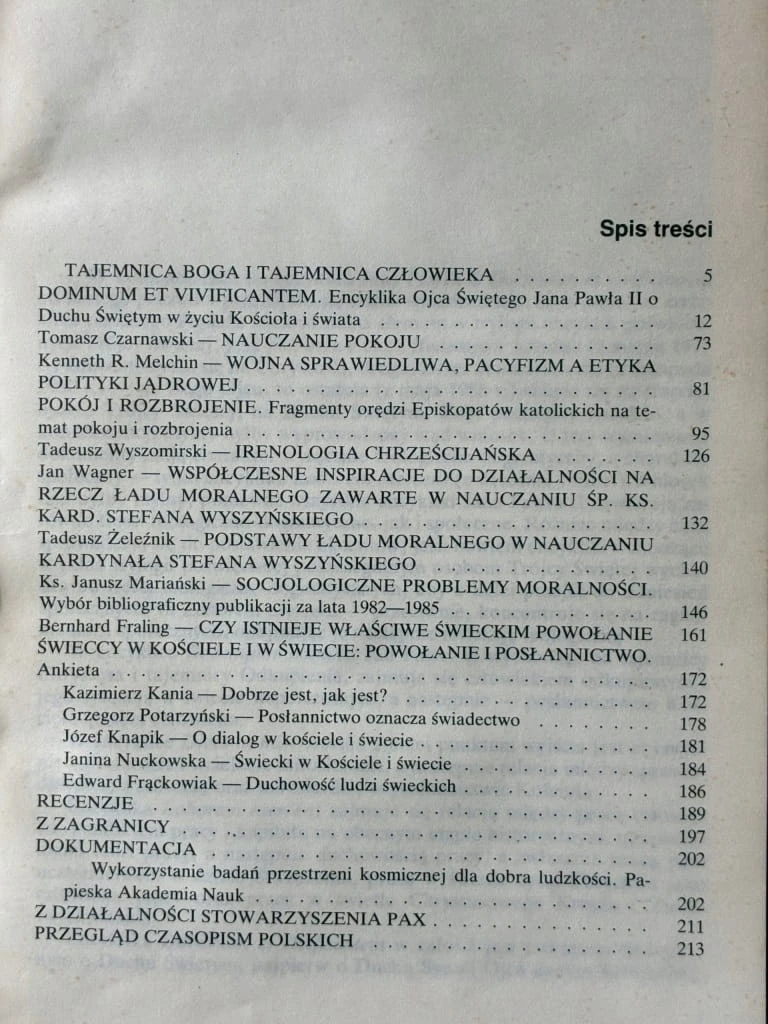 Spis treści
TAJEMNICA BOGA I TAJEMNICA CZŁOWIEKA . . . . . . . . . . 5
DOMINUM ET VIVIFICANTEM. Encyklika Ojca Świętego Jana Pawła II o
Duchu Świętym w życiu Kościoła i świata . . . . . . . . . . . . . . . . . . . . 12
Tomasz Czarnawski — NAUCZANIE POKOJU . . . . . . . . . . . . . . . 73
Kenneth R. Melchin — WOJNA SPRAWIEDLIWA, PACYFIZM A ETYKA
POLITYKI JĄDROWEJ . . . . . . . . . . . . . . . . . . . . . . . . . . . . 81
POKÓJ I ROZBROJENIE. Fragmenty orędzi Episkopatów katolickich na te-
mat pokoju i rozbrojenia . . . . . . . . . . . . . . . . . . . . . . . . . . . . 95
Tadeusz Wyszomirski — IRENOLOGIA CHRZEŚCIJAŃSKA . . . . . . . 126
Jan Wagner — WSPÓŁCZESNE INSPIRACJE DO DZIAŁALNOŚCI NA
RZECZ ŁADU MORALNEGO ZAWARTE W NAUCZANIU ŚP. KS.
KARD. STEFANA WYSZYŃSKIEGO . . . . . . . . . . . . . . . . . . . . 132
Tadeusz Żeleźnik — PODSTAWY ŁADU MORALNEGO W NAUCZANIU
KARDYNAŁA STEFANA WYSZYŃSKIEGO . . . . . . . . . . . . . 140
Ks. Janusz Mariański — SOCJOLOGICZNE PROBLEMY MORALNOŚCI.
Wybór bibliograficzny publikacji za lata 1982—1985 . . . . . . . . . . . . . . 146
Bernhard Fraling — CZY ISTNIEJE WŁAŚCIWE ŚWIECKIM POWOŁANIE 161
ŚWIECCY W KOŚCIELE I W ŚWIECIE: POWOŁANIE I POSŁANNICTWO.
Ankieta . . . . . . . . . . . . . . . . . . . . . . . . . . . . . . . . . . . . . 172
Kazimierz Kania — Dobrze jest, jak jest? . . . . . . . . . . . . . . . . . 172
Grzegorz Potarzyński — Posłannictwo oznacza świadectwo . . . . . . . . 178
Józef Knapik — O dialog w kościele i świecie . . . . . . . . . . . . . . . . 181
Janina Nuckowska — Świecki w Kościele i świecie . . . . . . . . . . . . . 184
Edward Frąckowiak — Duchowość ludzi świeckich . . . . . . . . . . . . . 186
RECENZJE . . . . . . . . . . . . . . . . . . . . . . . . . . . . . . . . . . 189
Z ZAGRANICY . . . . . . . . . . . . . . . . . . . . . . . . . . . . . . . . 197
DOKUMENTACJA . . . . . . . . . . . . . . . . . . . . . . . . . . . . . . 202
Wykorzystanie badań przestrzeni kosmicznej dla dobra ludzkości. Pa-
pieska Akademia Nauk . . . . . . . . . . . . . . . . . . . . . . . . . . . 202
Z DZIAŁALNOŚCI STOWARZYSZENIA PAX . . . . . . . . . . . . . . . 211
PRZEGLĄD CZASOPISM POLSKICH . . . . . . . . . . . . . . . . . . . 213